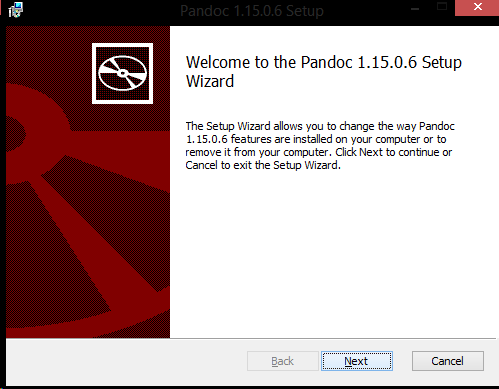 Pandoc 1.15.0.6 Setup
Welcome to the Pandoc 1.15.0.6 Setup
Wizard
The Setup Wizard allows you to change the way Pandoc
1.15.0.6 features are installed on your computer or to
remove it from your computer. Click Next to continue or
Cancel to exit the Setup Wizard.
Back Next Cancel